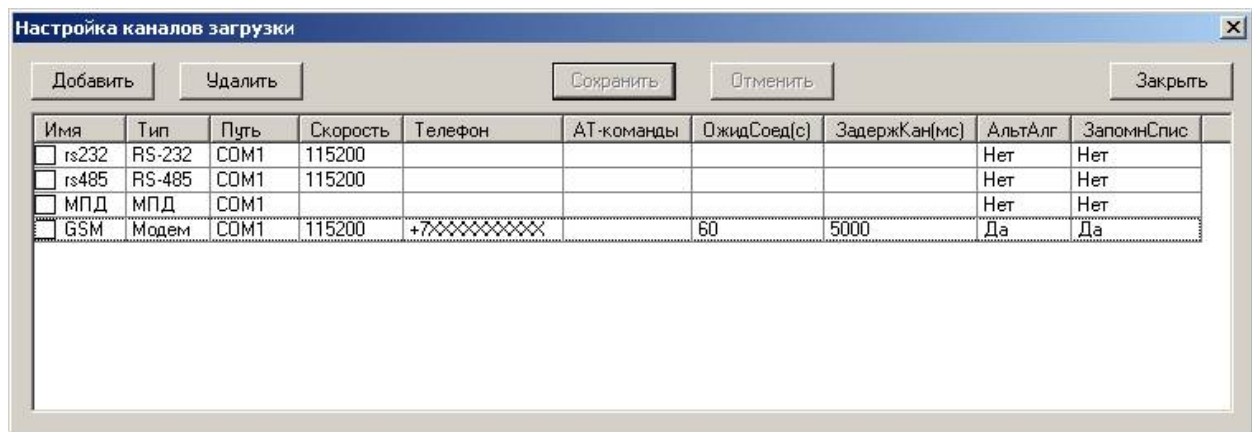 Настройка каналов загрузки
Добавить Удалить Сохранить Отменить Закрыть
Имя Тип Путь Скорость Телефон АТ-команды ОжидСоед(с) ЗадержКан(мс) АльтАлг ЗапомнСпис
rs232 RS-232 COM1 115200 Нет Нет
rs485 RS-485 COM1 115200 Нет Нет
МПД МПД COM1 Нет Нет
GSM Модем COM1 115200 +7XXXXXXXXXX 60 5000 Да Да